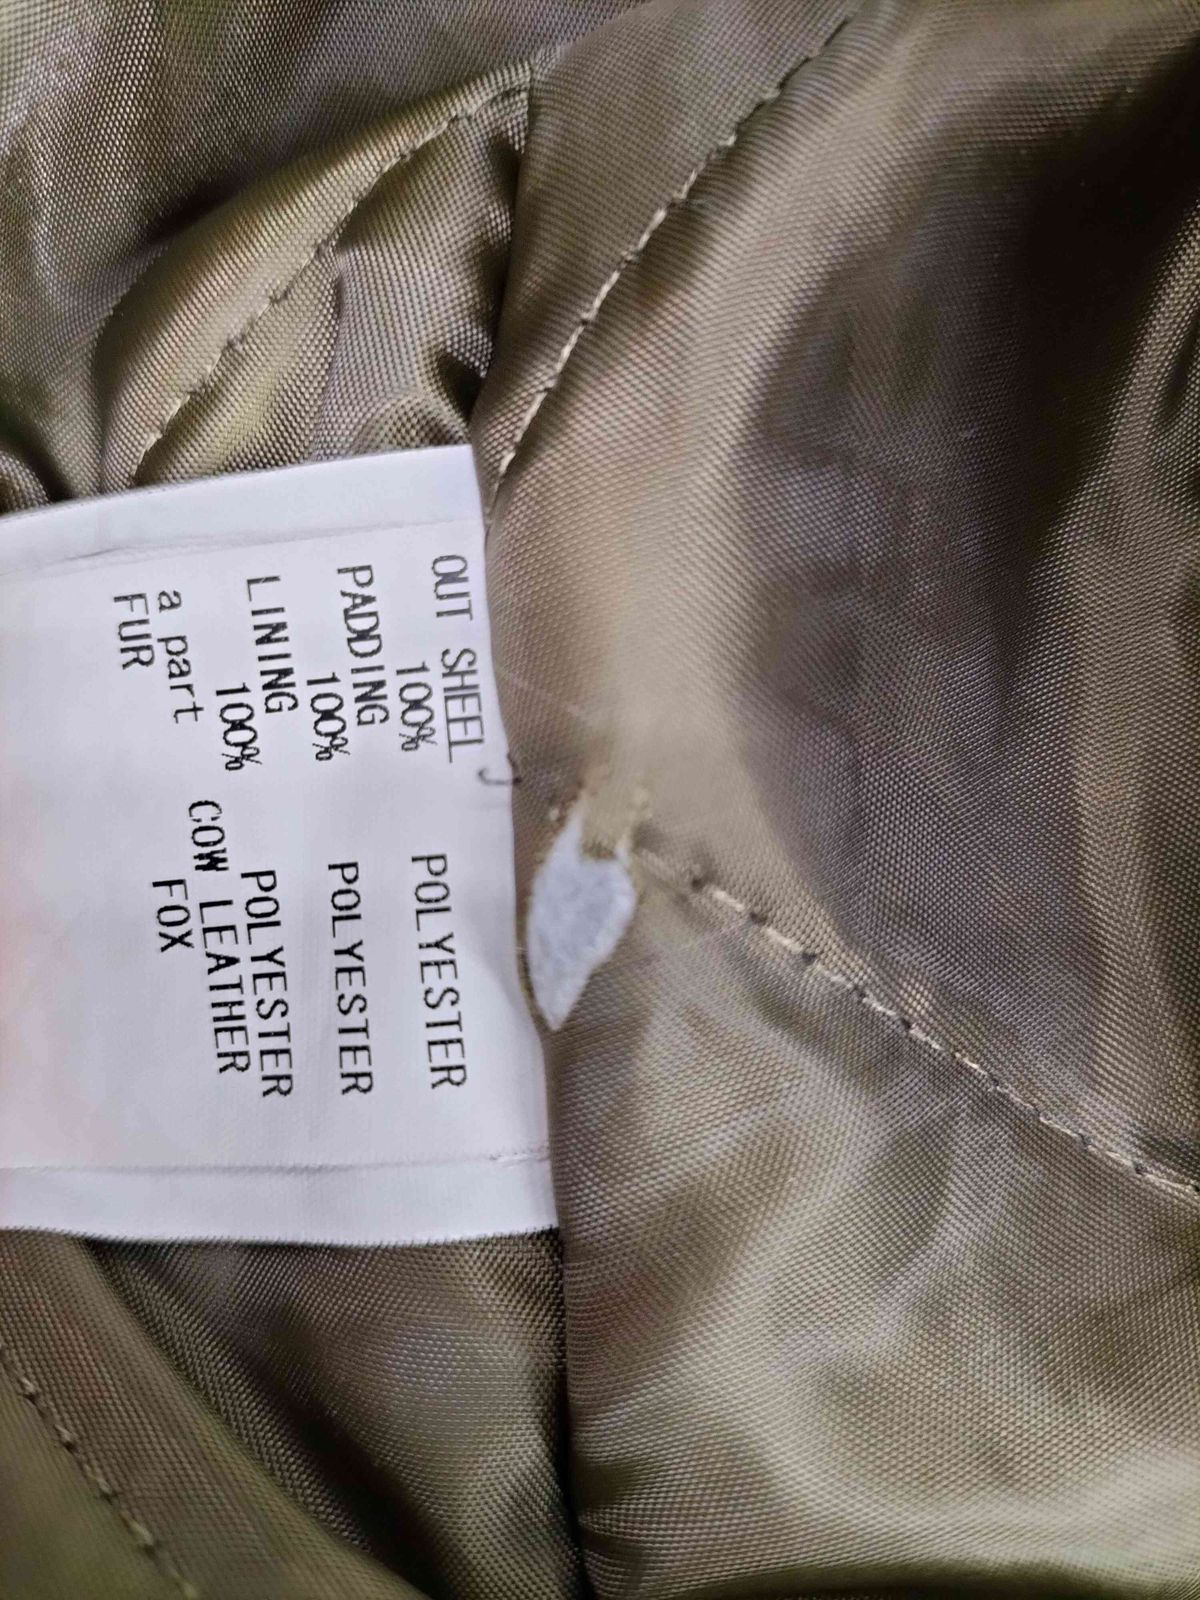 OUT SHEEL
100% POLYESTER
PADDING
100% POLYESTER
LINING
100% POLYESTER
a part COW LEATHER
FUR FOX